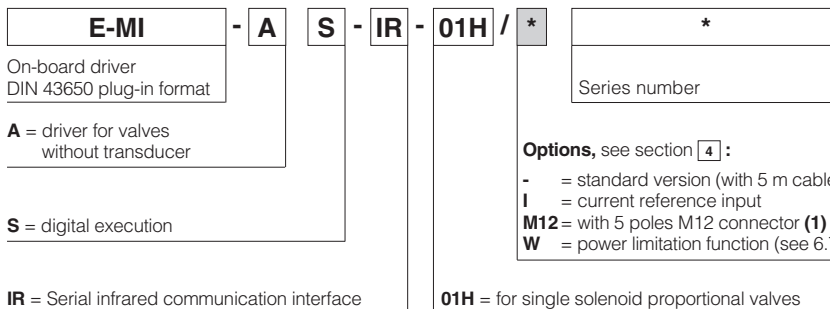 E-MI - A S - IR - 01H / * *
On-board driver
DIN 43650 plug-in format
Series number
A = driver for valves
without transducer
Options, see section 4 :
- = standard version (with 5 m cable
I = current reference input
M12 = with 5 poles M12 connector (1)
W = power limitation function (see 6.
S = digital execution
IR = Serial infrared communication interface
01H = for single solenoid proportional valves